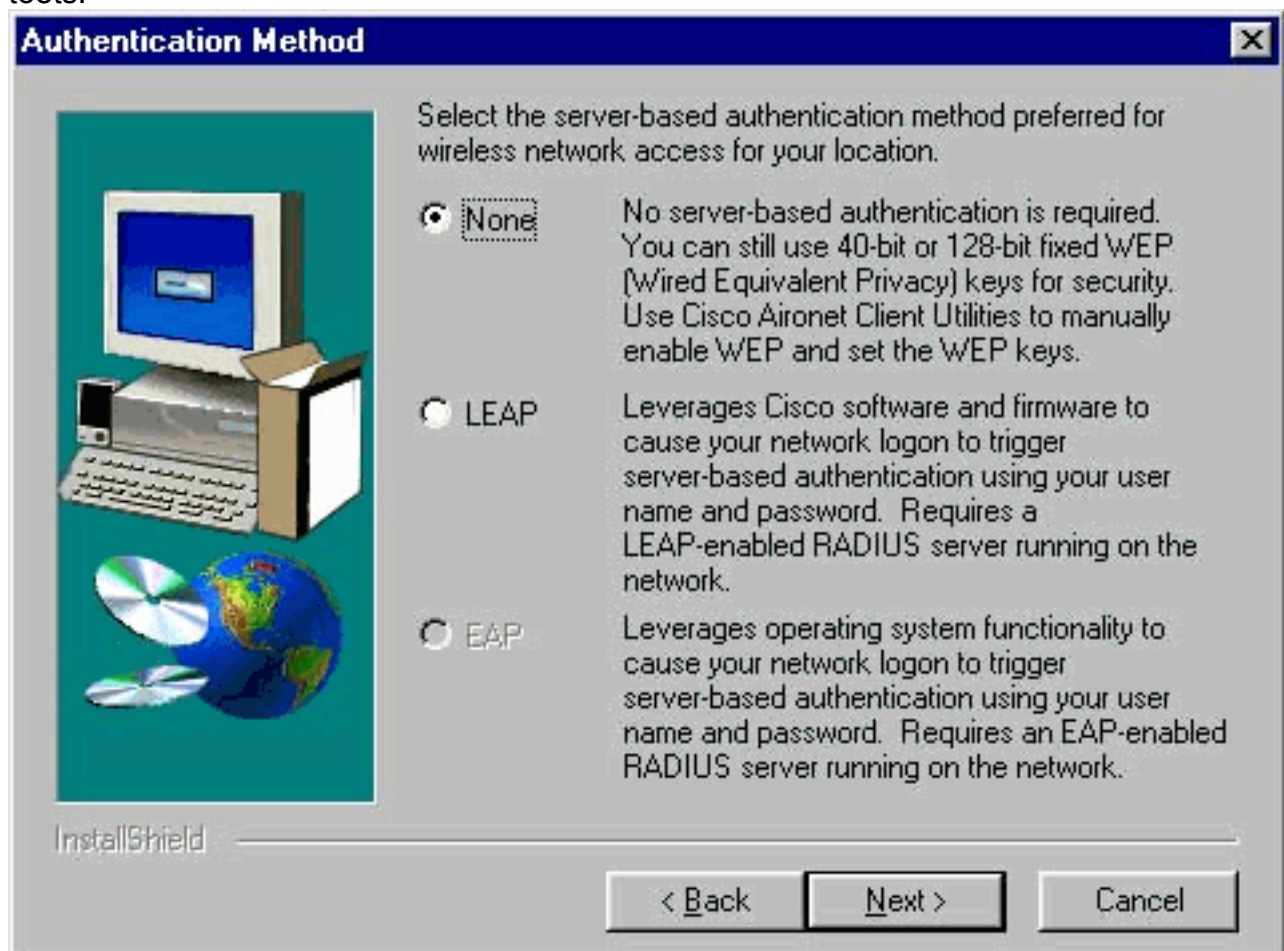 Authentication Method
Select the server-based authentication method preferred for
wireless network access for your location.
None
No server-based authentication is required.
You can still use 40-bit or 128-bit fixed WEP
(Wired Equivalent Privacy) keys for security.
Use Cisco Aironet Client Utilities to manually
enable WEP and set the WEP keys.
LEAP
Leverages Cisco software and firmware to
cause your network logon to trigger
server-based authentication using your user
name and password. Requires a
LEAP-enabled RADIUS server running on the
network.
EAP
Leverages operating system functionality to
cause your network logon to trigger
server-based authentication using your user
name and password. Requires an EAP-enabled
RADIUS server running on the network.
InstallShield
< Back
Next >
Cancel